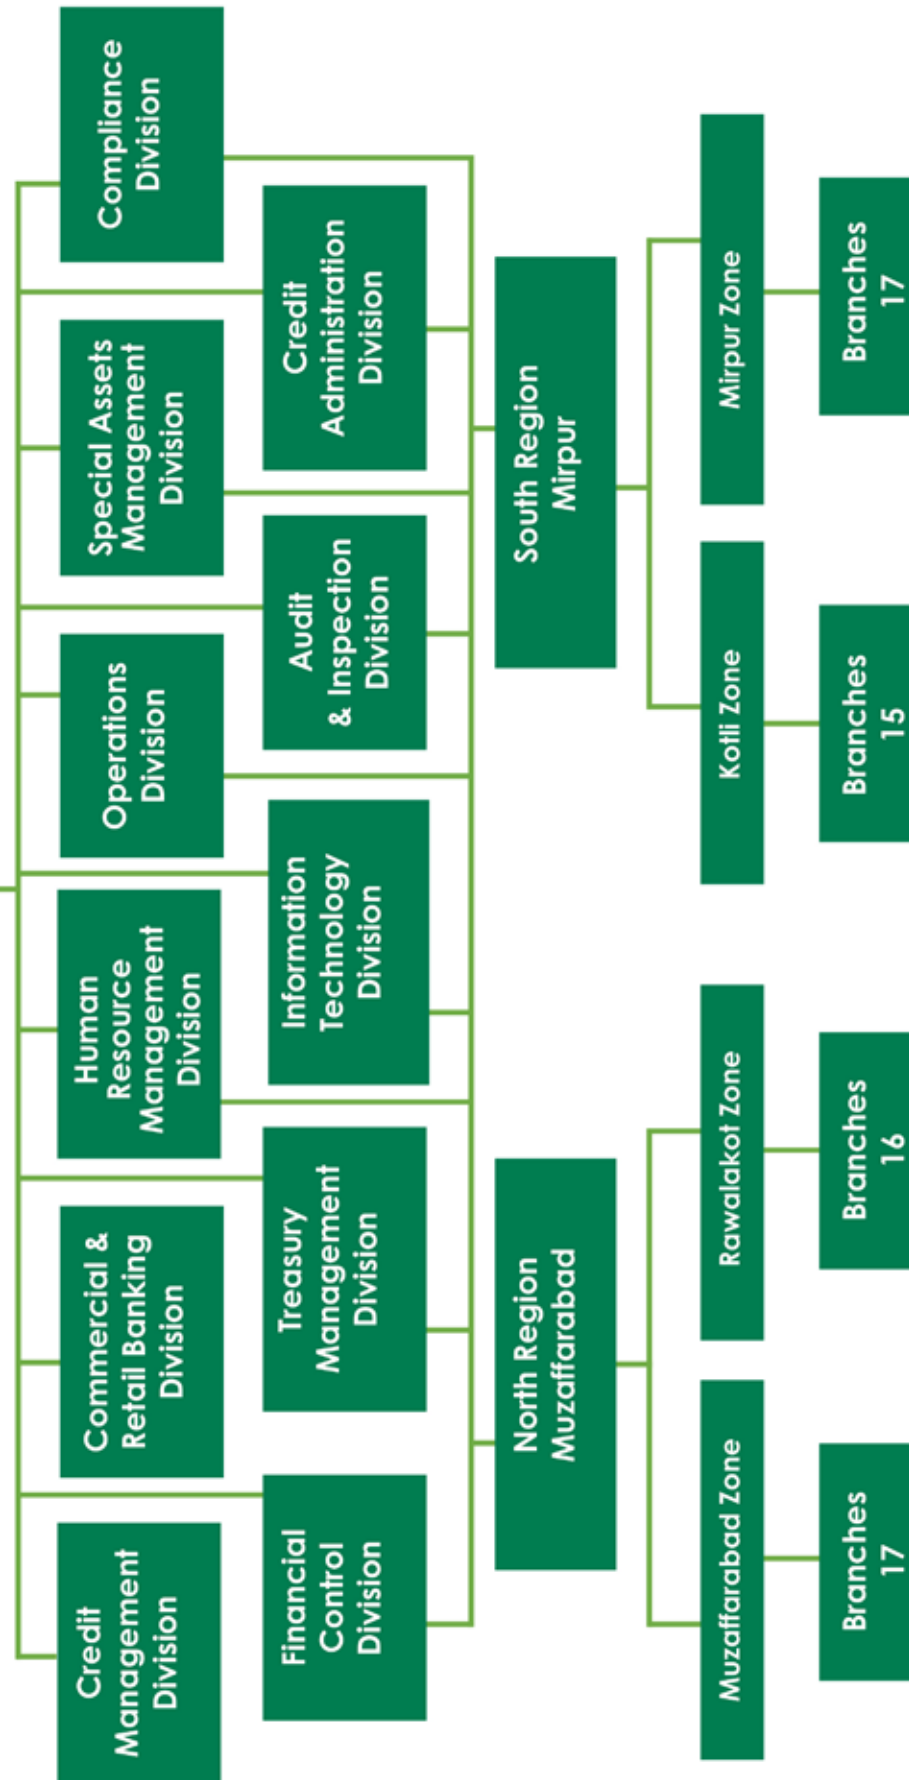 Credit
Management
Division
Commercial &
Retail Banking
Division
Human
Resource
Management
Division
Operations
Division
Special Assets
Management
Division
Compliance
Division
Financial
Control
Division
Treasury
Management
Division
Information
Technology
Division
Audit
& Inspection
Division
Credit
Administration
Division
North Region
Muzaffarabad
South Region
Mirpur
Muzaffarabad Zone
Rawalakot Zone
Kotli Zone
Mirpur Zone
Branches
17
Branches
16
Branches
15
Branches
17